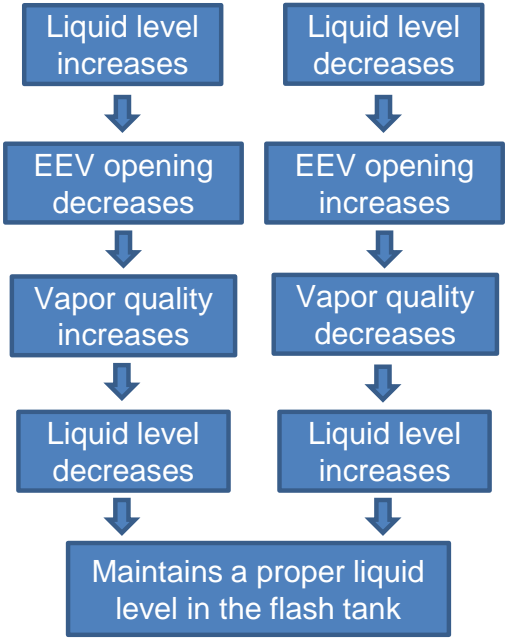 Liquid level
increases
Liquid level
decreases
EEV opening
decreases
EEV opening
increases
Vapor quality
increases
Vapor quality
decreases
Liquid level
decreases
Liquid level
increases
Maintains a proper liquid
level in the flash tank